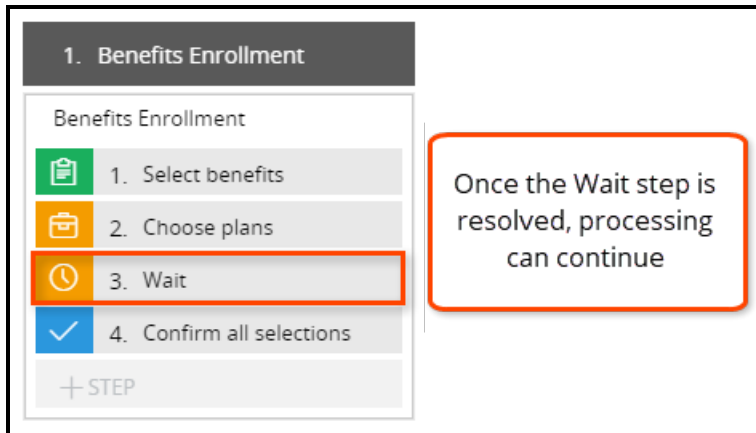 1. Benefits Enrollment
Benefits Enrollment
1. Select benefits
2. Choose plans
3. Wait
4. Confirm all selections
+ STEP
Once the Wait step is
resolved, processing
can continue